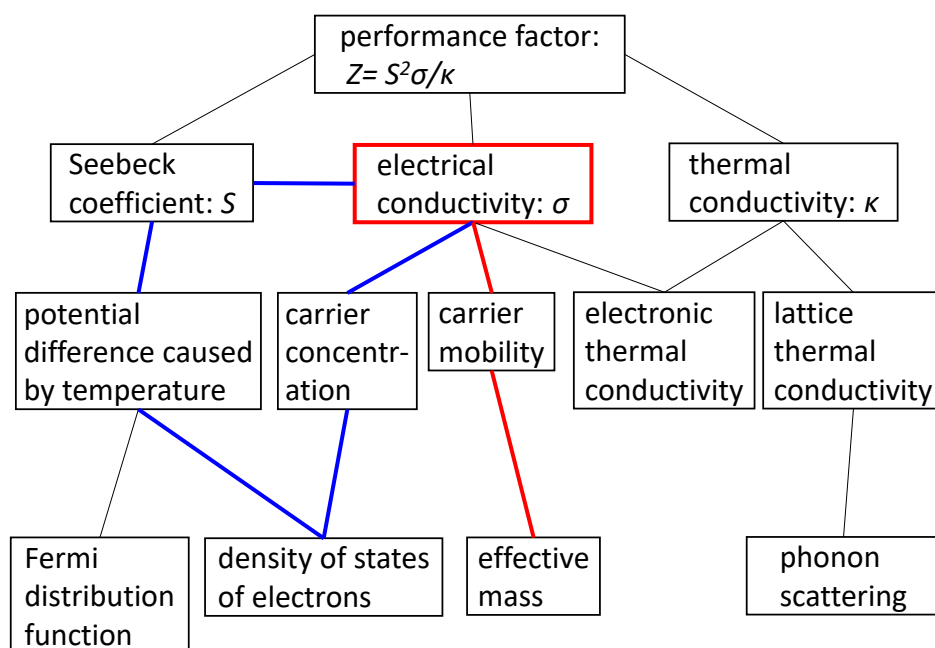 performance factor:
Z= S²σ/κ
Seebeck
coefficient: S
electrical
conductivity: σ
thermal
conductivity: κ
potential
difference caused
by temperature
carrier
concentr-
ation
carrier
mobility
electronic
thermal
conductivity
lattice
thermal
conductivity
Fermi
distribution
function
density of states
of electrons
effective
mass
phonon
scattering